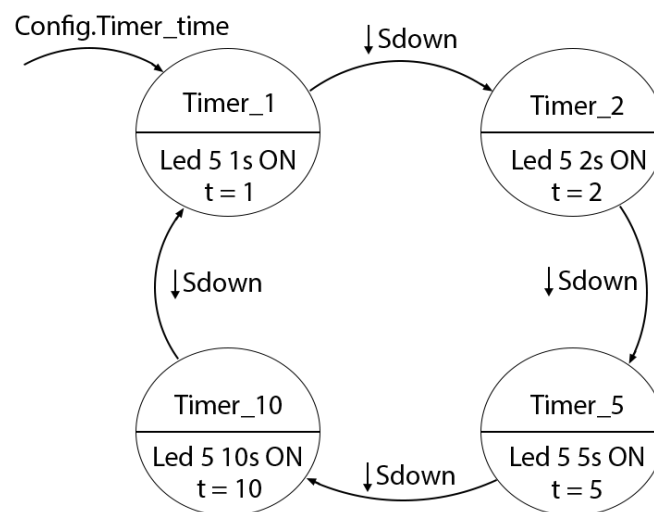 Config.Timer_time
↓Sdown
Timer_1
Led 5 1s ON
t = 1
Timer_2
Led 5 2s ON
t = 2
↓Sdown
↓Sdown
Timer_10
Led 5 10s ON
t = 10
Timer_5
Led 5 5s ON
t = 5
↓Sdown